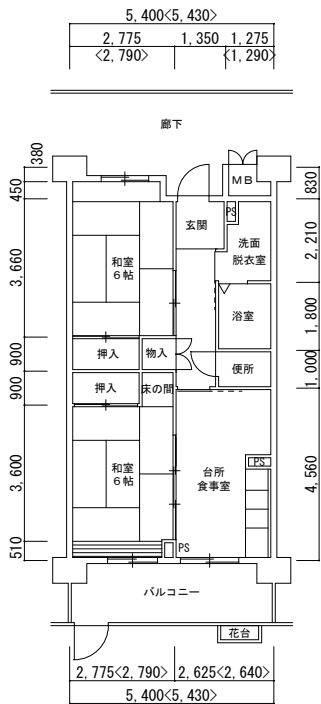 5,400<5,430>
2,775
1,350
1,275
<2,790>
<1,290>
廊下
380
450
3,660
900
900
3,600
510
MB
830
玄関
PS
洗面
脱衣室
2,210
和室
6帖
浴室
1,800
押入
物入
便所
1,000
押入
床の間
和室
6帖
台所
食事室
PS
4,560
PS
バルコニー
花台
2,775<2,790>
2,625<2,640>
5,400<5,430>